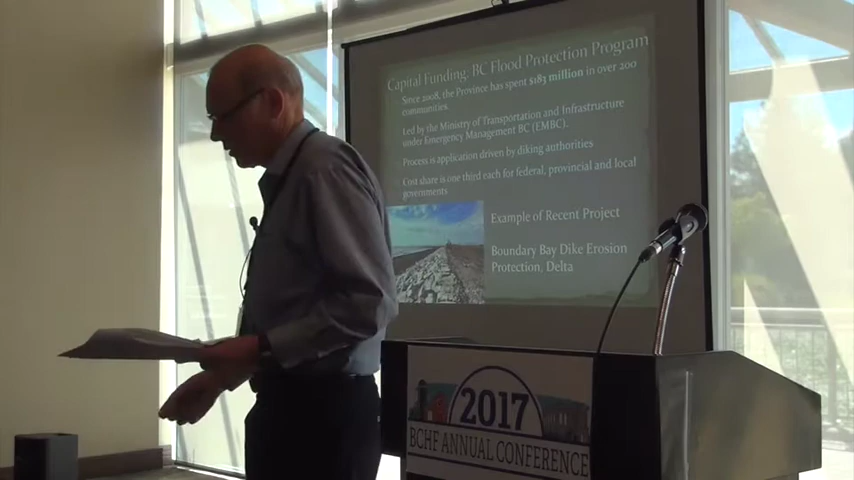 Capital Funding: BC Flood Protection Program
Since 2008, the Province has spent $183 million in over 200
communities.
Led by the Ministry of Transportation and Infrastructure
under Emergency Management BC (EMBC).
Process is application driven by diking authorities
Cost share is one third each for federal, provincial and local
governments
Example of Recent Project
Boundary Bay Dike Erosion
Protection, Delta
2017
BCHF ANNUAL CONFERENCE